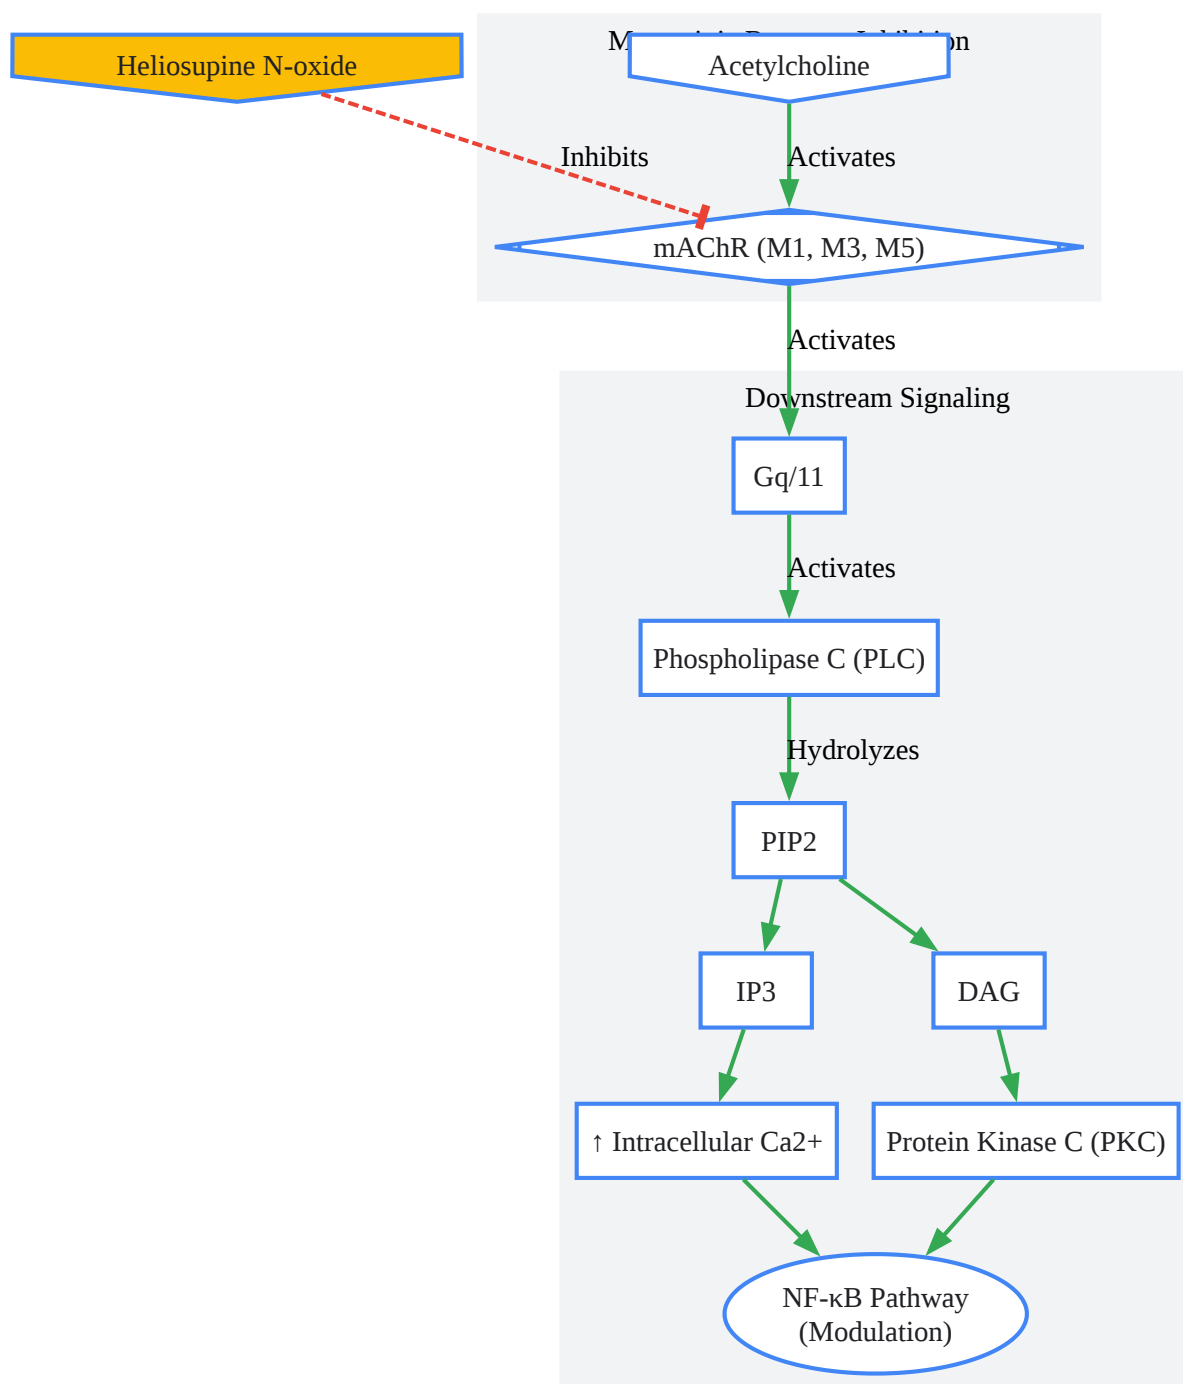 Heliosupine N-oxide
Acetylcholine
Inhibits
Activates
mAChR (M1, M3, M5)
Activates
Downstream Signaling
Gq/11
Activates
Phospholipase C (PLC)
Hydrolyzes
PIP2
IP3
DAG
↑ Intracellular Ca2+
Protein Kinase C (PKC)
NF-κB Pathway
(Modulation)